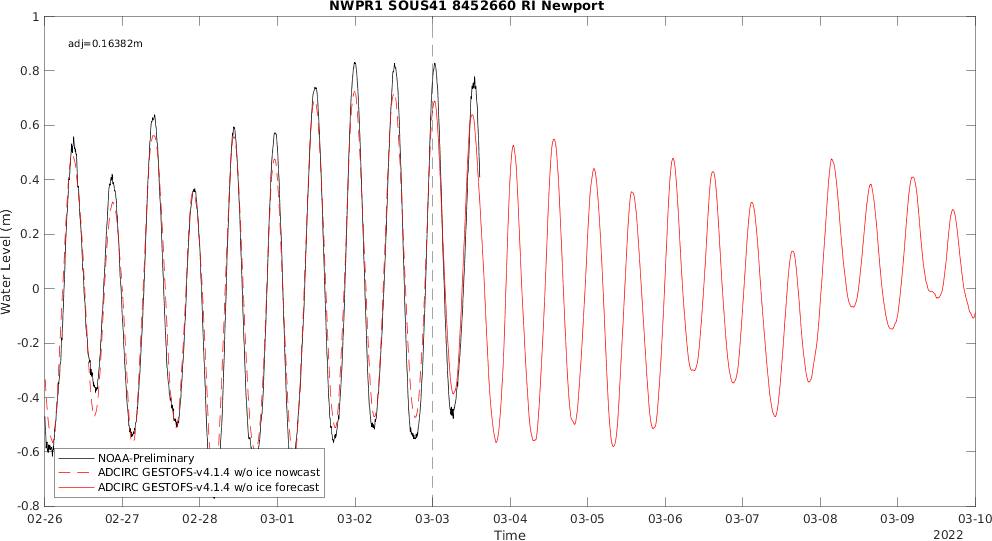 NWPR1 SOUS41 8452660 RI Newport
adj=0.16382m
Water Level (m)
1
0.8
0.6
0.4
0.2
0
-0.2
-0.4
-0.6
-0.8
NOAA-Preliminary
ADCIRC GESTOFS-v4.1.4 w/o ice nowcast
ADCIRC GESTOFS-v4.1.4 w/o ice forecast
02-26 02-27 02-28 03-01 03-02 03-03 03-04 03-05 03-06 03-07 03-08 03-09 03-10
Time
2022